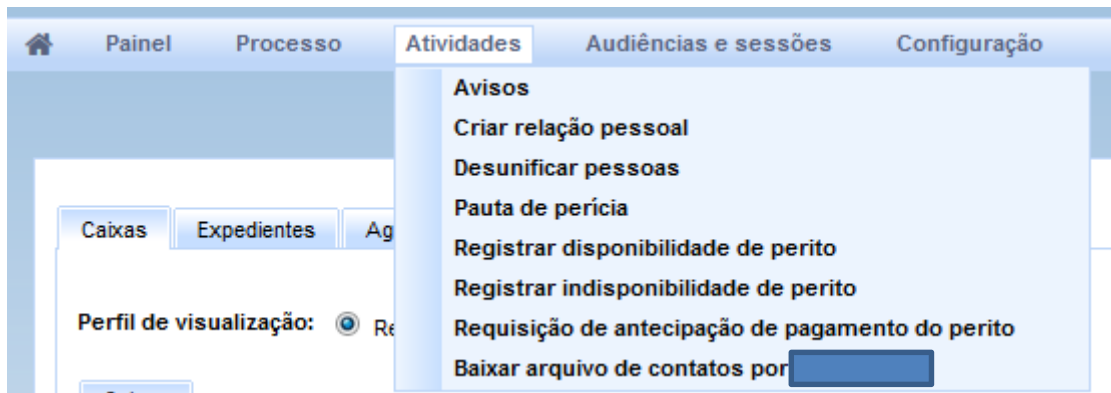 Painel Processo Atividades Audiências e sessões Configuração
Avisos
Criar relação pessoal
Desunificar pessoas
Pauta de perícia
Registrar disponibilidade de perito
Registrar indisponibilidade de perito
Requisição de antecipação de pagamento do perito
Baixar arquivo de contatos por
Caixas Expedientes Ag
Perfil de visualização: Re